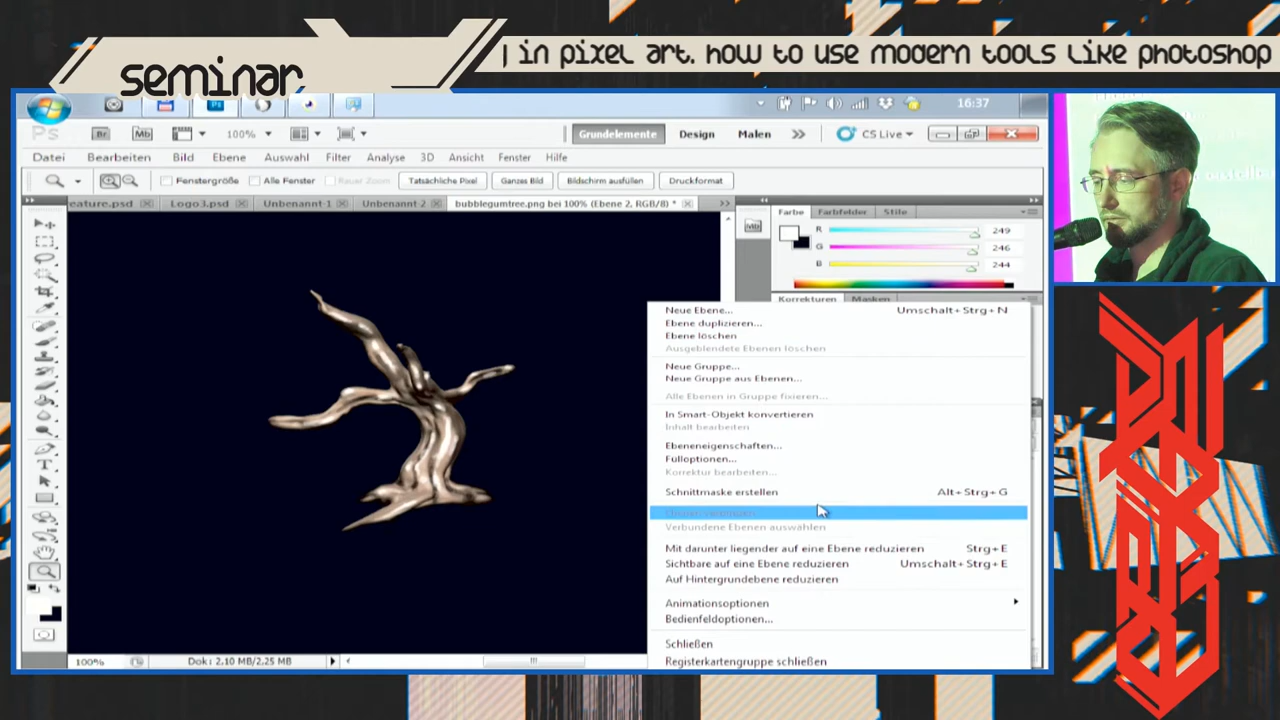 seminar
in pixel art. how to use modern tools like photoshop
16:37
Ps
Br
Mb
100%
Grundelemente
Design
Malen
CS Live
Datei
Bearbeiten
Bild
Ebene
Auswahl
Filter
Analyse
3D
Ansicht
Fenster
Hilfe
Fenstergröße
Alle Fenster
Rauer Zoom
Tatsächliche Pixel
Ganzes Bild
Bildschirm ausfüllen
Druckformat
eature.psd
Logo3.psd
Unbenannt-1
Unbenannt-2
bubblegumtree.png bei 100% (Ebene 2, RGB/8) *
Farbe
Farbfelder
Stile
R
249
G
246
B
244
Korrekturen
Masken
Neue Ebene...
Umschalt+Strg+N
Ebene duplizieren...
Ebene löschen
Ausgeblendete Ebenen löschen
Neue Gruppe...
Neue Gruppe aus Ebenen...
Alle Ebenen in Gruppe fixieren...
In Smart-Objekt konvertieren
Inhalt bearbeiten
Ebeneneigenschaften...
Fülloptionen...
Korrektur bearbeiten...
Schnittmaske erstellen
Alt+Strg+G
Verbundene Ebenen auswählen
Mit darunter liegender auf eine Ebene reduzieren
Strg+E
Sichtbare auf eine Ebene reduzieren
Umschalt+Strg+E
Auf Hintergrundebene reduzieren
Animationsoptionen
Bedienfeldoptionen...
Schließen
Registerkartengruppe schließen
100%
Dok: 2,10 MB/2,25 MB